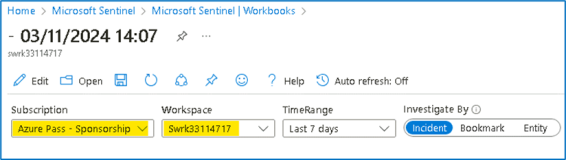 Home > Microsoft Sentinel > Microsoft Sentinel | Workbooks >
- 03/11/2024 14:07 ...
swrk33114717
Edit Open ? Help Auto refresh: Off
Subscription Workspace TimeRange Investigate By
Azure Pass - Sponsorship Swrk33114717 Last 7 days Incident Bookmark Entity